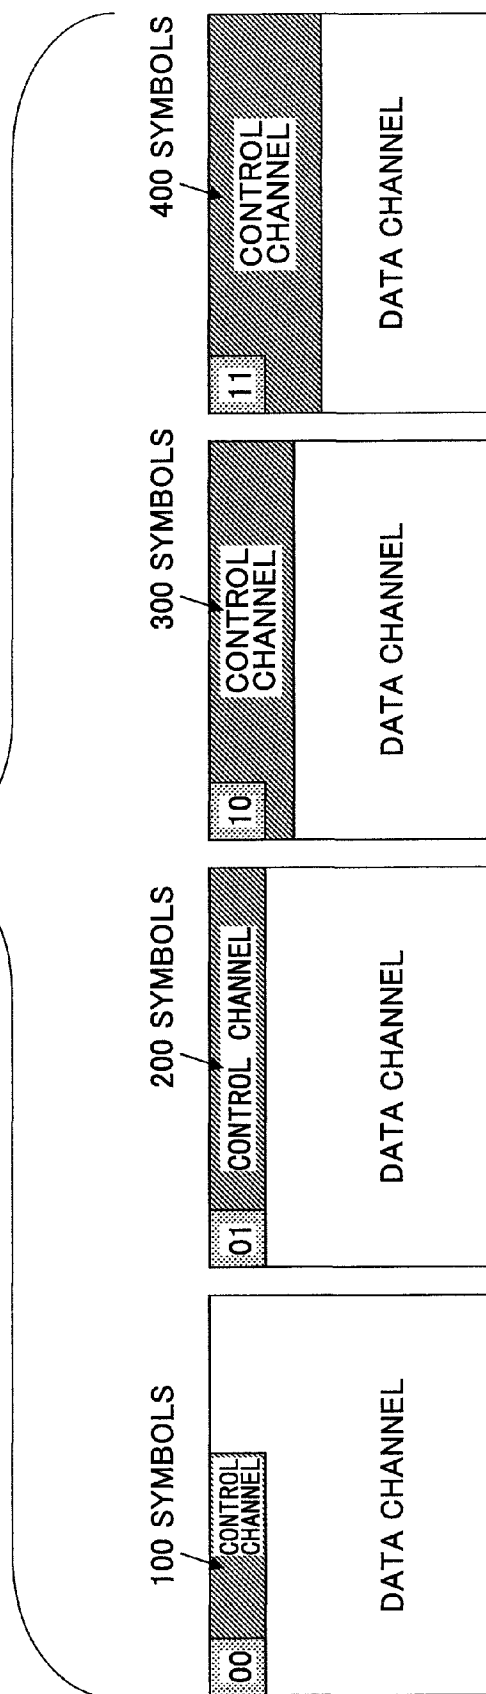 100 SYMBOLS
00
CONTROL
CHANNEL
DATA CHANNEL
200 SYMBOLS
01
CONTROL CHANNEL
DATA CHANNEL
300 SYMBOLS
10
CONTROL
CHANNEL
DATA CHANNEL
400 SYMBOLS
11
CONTROL
CHANNEL
DATA CHANNEL